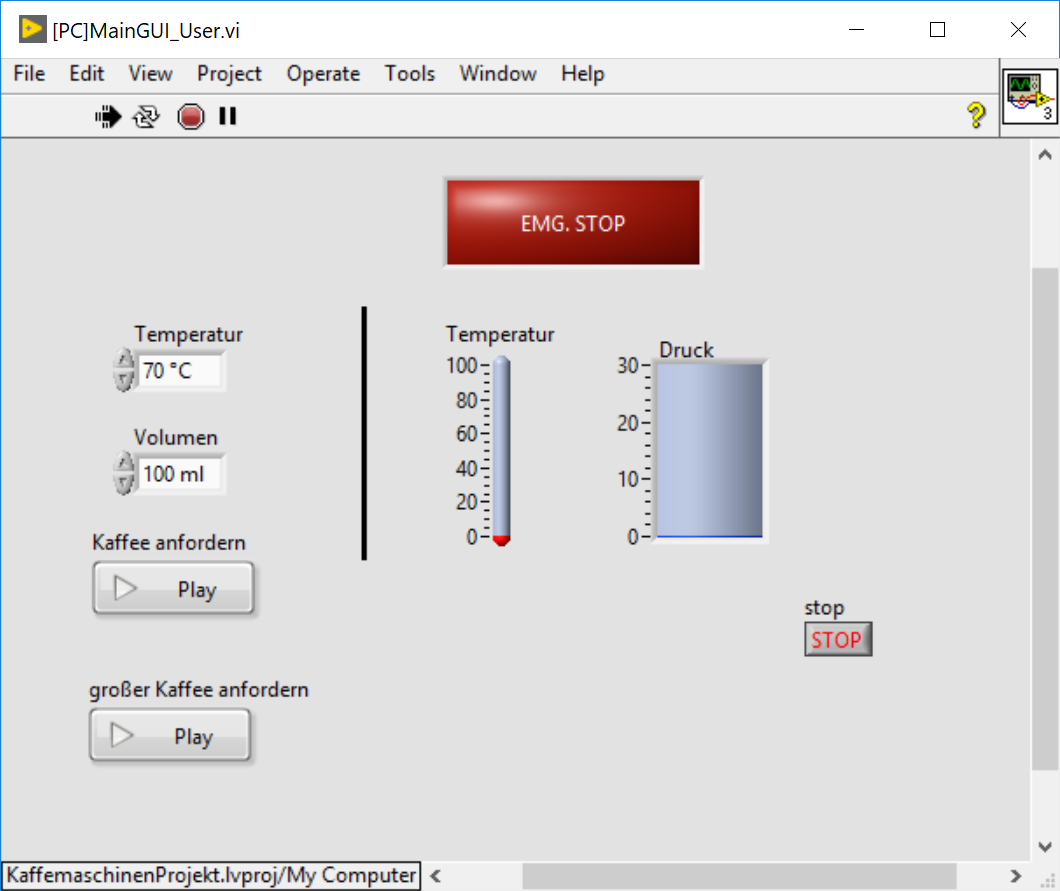 [PC]MainGUI_User.vi
File Edit View Project Operate Tools Window Help
3
EMG. STOP
Temperatur
70 °C
Volumen
100 ml
Kaffee anfordern
Play
großer Kaffee anfordern
Play
Temperatur
100
80
60
40
20
0
Druck
30
20
10
0
stop
STOP
KaffemaschinenProjekt.lvproj/My Computer